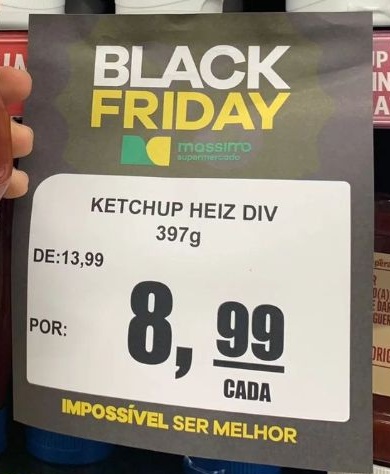 BLACK
FRIDAY
massimo
supermercado
KETCHUP HEIZ DIV
397g
DE:13,99
POR:
8,99
CADA
IMPOSSÍVEL SER MELHOR